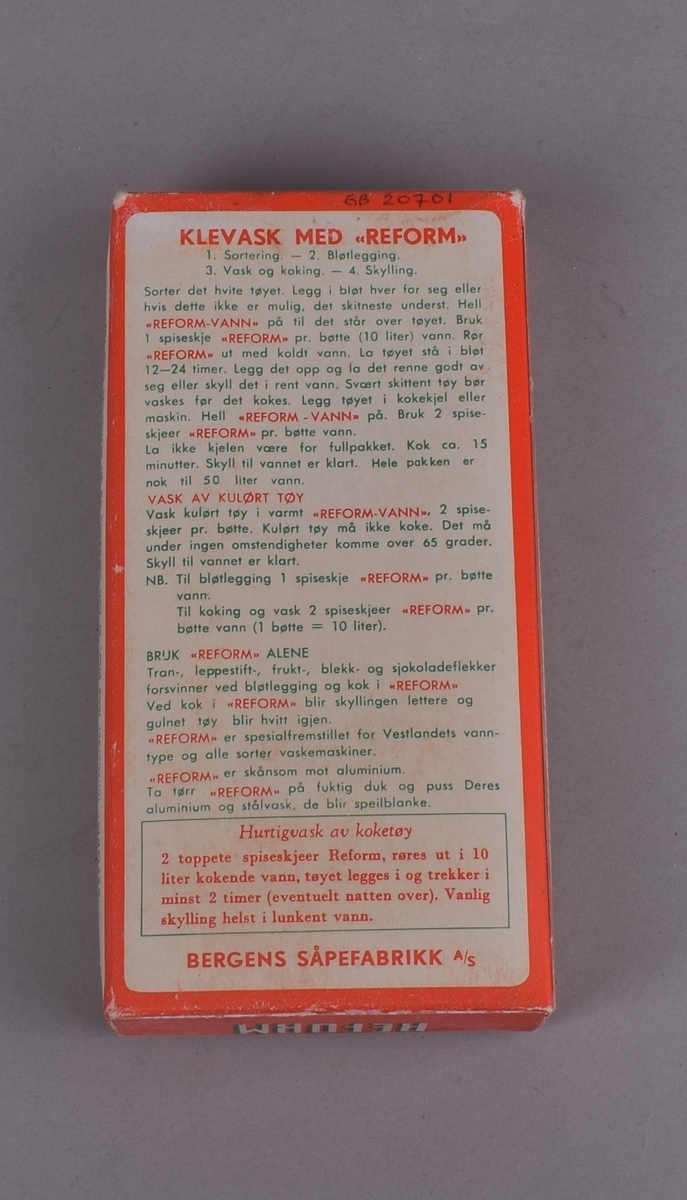 GB 20701
KLEVASK MED «REFORM»
1. Sortering. — 2. Bløtlegging.
3. Vask og koking. — 4. Skylling.
Sorter det hvite tøyet. Legg i bløt hver for seg eller
hvis dette ikke er mulig, det skitneste underst. Hell
«REFORM-VANN» på til det står over tøyet. Bruk
1 spiseskje «REFORM» pr. bøtte (10 liter) vann. Rør
«REFORM» ut med koldt vann. La tøyet stå i bløt
12—24 timer. Legg det opp og la det renne godt av
seg eller skyll det i rent vann. Svært skittent tøy bør
vaskes før det kokes. Legg tøyet i kokekjel eller
maskin. Hell «REFORM - VANN» på. Bruk 2 spise-
skjeer «REFORM» pr. bøtte vann.
La ikke kjelen være for fullpakket. Kok ca. 15
minutter. Skyll til vannet er klart. Hele pakken er
nok til 50 liter vann.
VASK AV KULØRT TØY
Vask kulørt tøy i varmt «REFORM-VANN», 2 spise-
skjeer pr. bøtte. Kulørt tøy må ikke koke. Det må
under ingen omstendigheter komme over 65 grader.
Skyll til vannet er klart.
NB. Til bløtlegging 1 spiseskje «REFORM» pr. bøtte
vann.
Til koking og vask 2 spiseskjeer «REFORM» pr.
bøtte vann (1 bøtte = 10 liter).
BRUK «REFORM» ALENE
Tran-, leppestift-, frukt-, blekk- og sjokoladeflekker
forsvinner ved bløtlegging og kok i «REFORM»
Ved kok i «REFORM» blir skyllingen lettere og
gulnet tøy blir hvitt igjen.
«REFORM» er spesialfremstillet for Vestlandets vann-
type og alle sorter vaskemaskiner.
«REFORM» er skånsom mot aluminium.
Ta tørr «REFORM» på fuktig duk og puss Deres
aluminium og stålvask, de blir speilblanke.
Hurtigvask av koketøy
2 toppete spiseskjeer Reform, røres ut i 10
liter kokende vann, tøyet legges i og trekker i
minst 2 timer (eventuelt natten over). Vanlig
skylling helst i lunkent vann.
BERGENS SÅPEFABRIKK A/S
REFORM